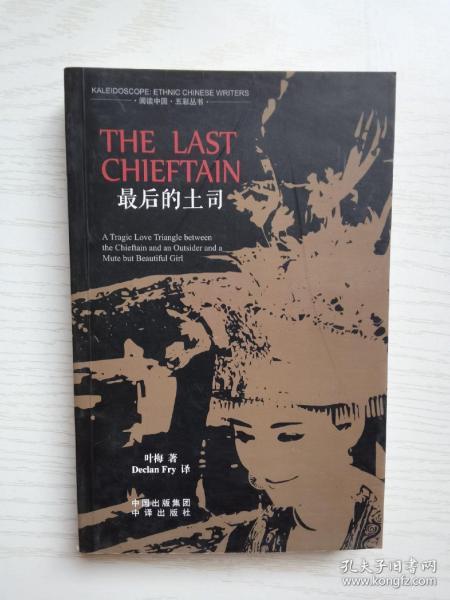 KALEIDOSCOPE: ETHNIC CHINESE WRITERS
·阅读中国·五彩丛书·
THE LAST
CHIEFTAIN
最后的土司
A Tragic Love Triangle between
the Chieftain and an Outsider and a
Mute but Beautiful Girl
叶梅 著
Declan Fry 译
中国出版集团
中译出版社
孔夫子旧书网
www.kongfz.com